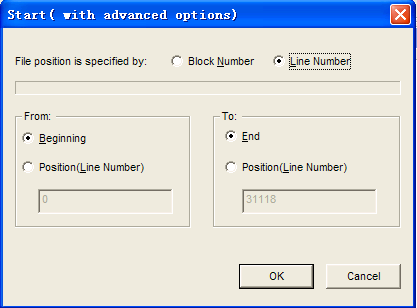 Start( with advanced options)
File position is specified by: Block Number Line Number
From: To:
Beginning End
Position(Line Number) Position(Line Number)
0 31118
OK Cancel